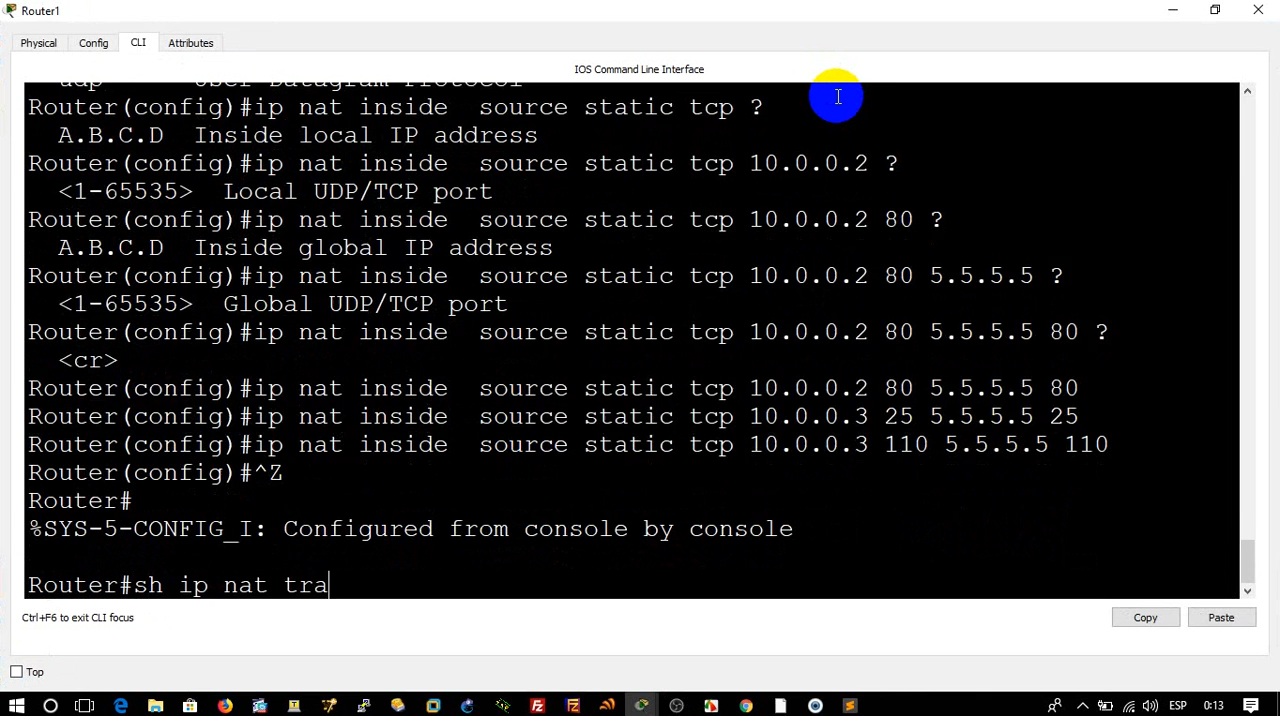 Router1
Physical Config CLI Attributes
IOS Command Line Interface
udp User Datagram Protocol
Router(config)#ip nat inside source static tcp ?
A.B.C.D Inside local IP address
Router(config)#ip nat inside source static tcp 10.0.0.2 ?
<1-65535> Local UDP/TCP port
Router(config)#ip nat inside source static tcp 10.0.0.2 80 ?
A.B.C.D Inside global IP address
Router(config)#ip nat inside source static tcp 10.0.0.2 80 5.5.5.5 ?
<1-65535> Global UDP/TCP port
Router(config)#ip nat inside source static tcp 10.0.0.2 80 5.5.5.5 80 ?
<cr>
Router(config)#ip nat inside source static tcp 10.0.0.2 80 5.5.5.5 80
Router(config)#ip nat inside source static tcp 10.0.0.3 25 5.5.5.5 25
Router(config)#ip nat inside source static tcp 10.0.0.3 110 5.5.5.5 110
Router(config)#^Z
Router#
%SYS-5-CONFIG_I: Configured from console by console
Router#sh ip nat tra
Ctrl+F6 to exit CLI focus
Copy Paste
Top
ESP 0:13